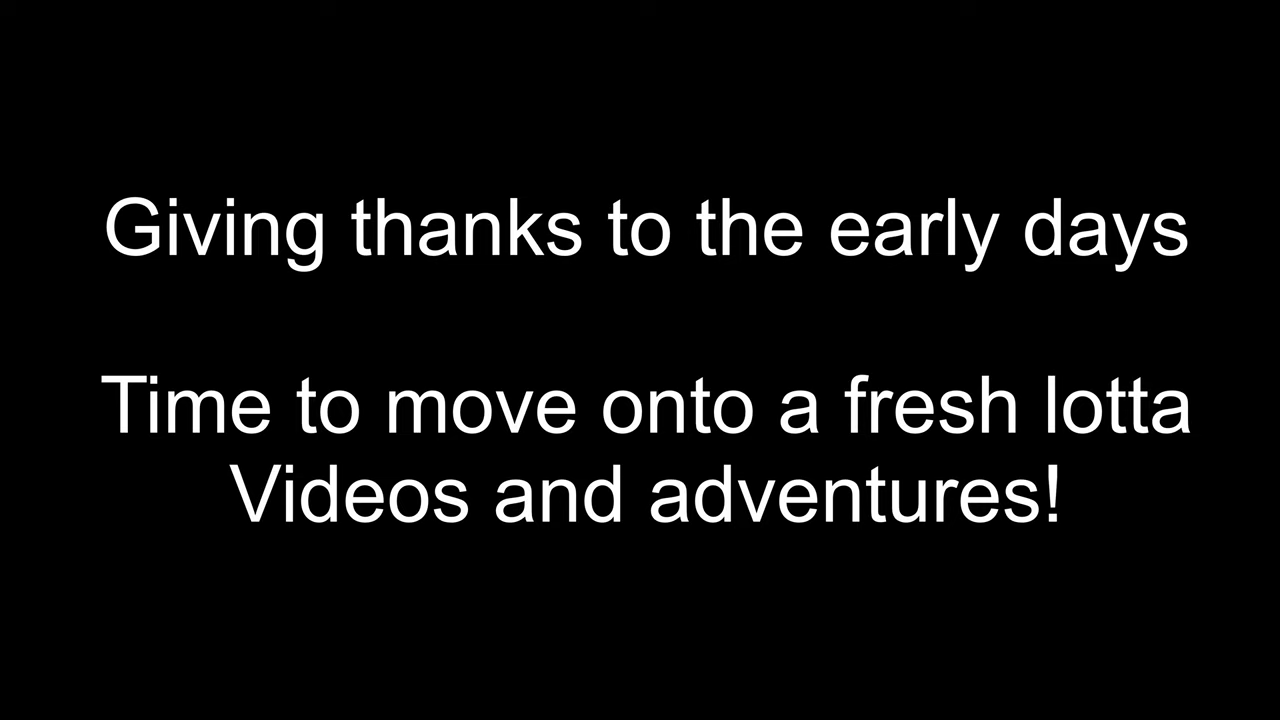 Giving thanks to the early days
Time to move onto a fresh lotta
Videos and adventures!